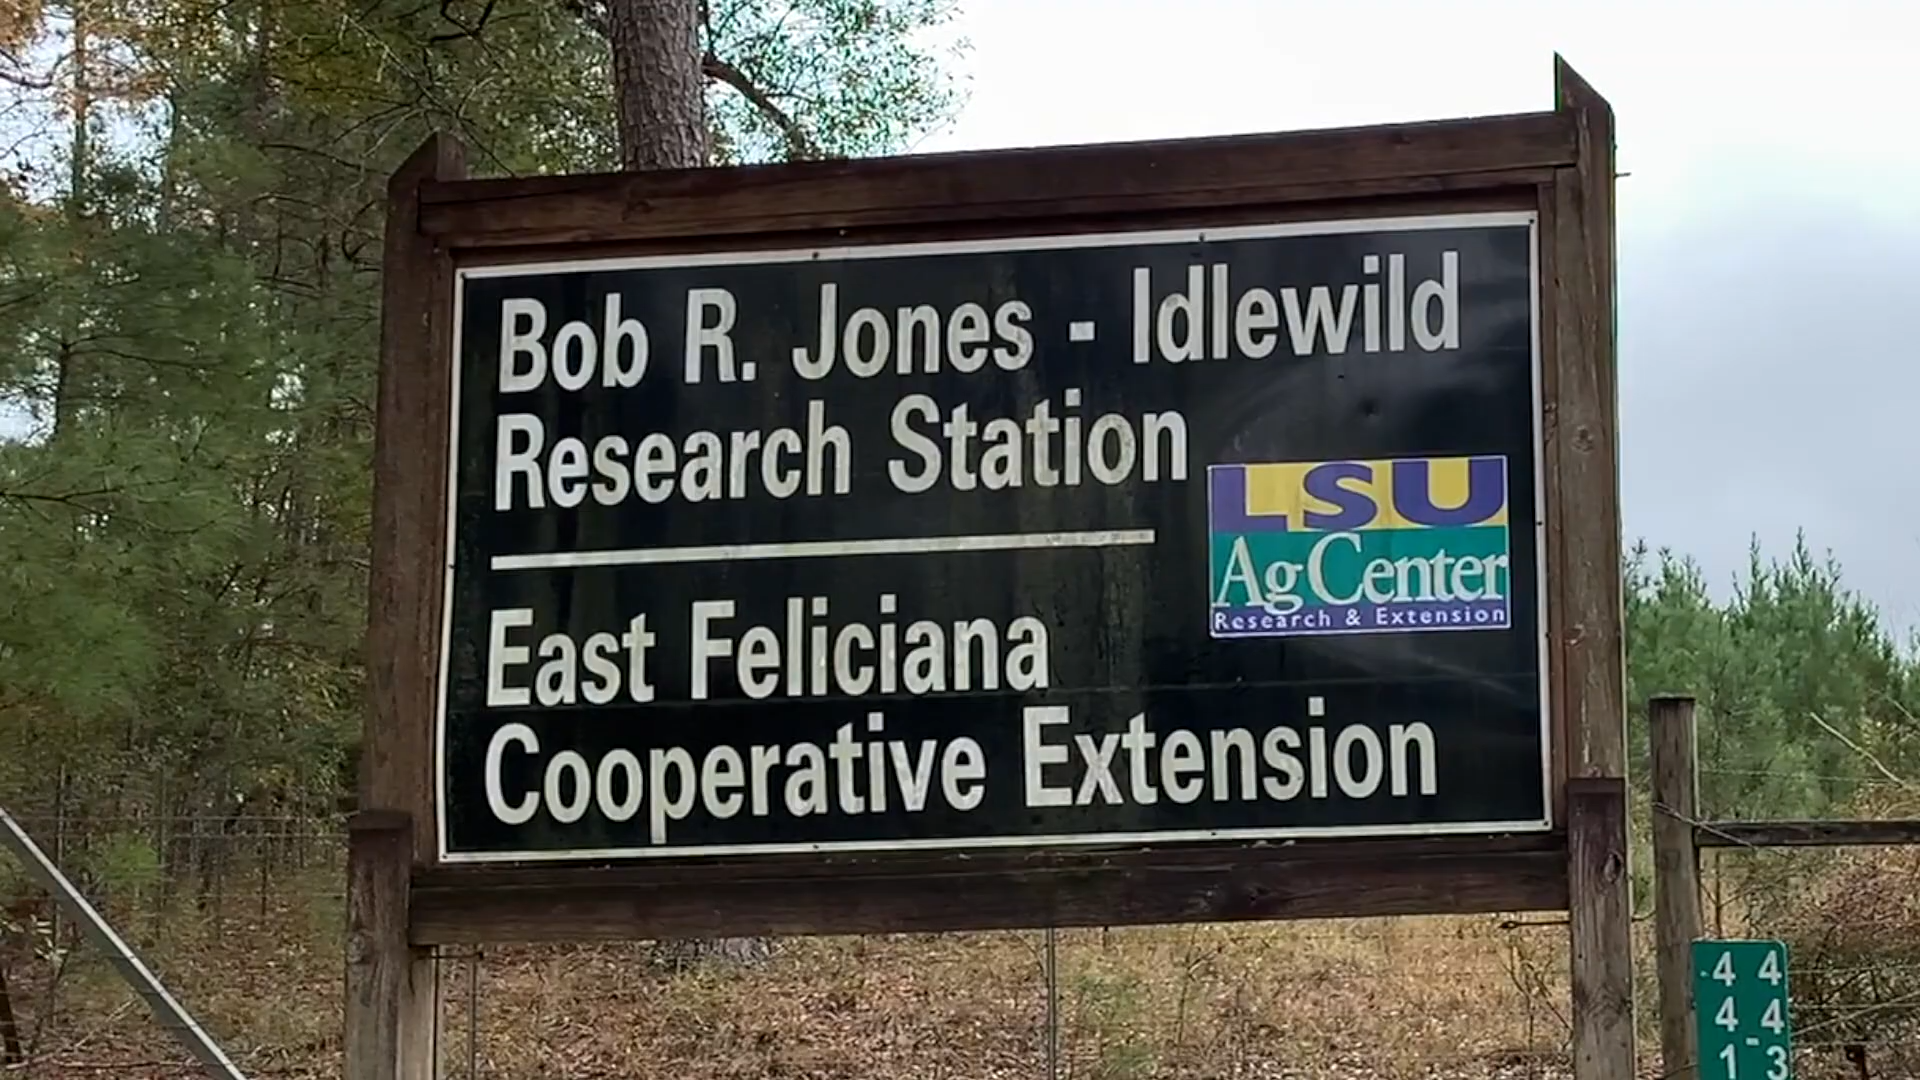 Bob R. Jones - Idlewild
Research Station
East Feliciana
Cooperative Extension
LSU
AgCenter
Research & Extension
4 4
4 4
1 - 3